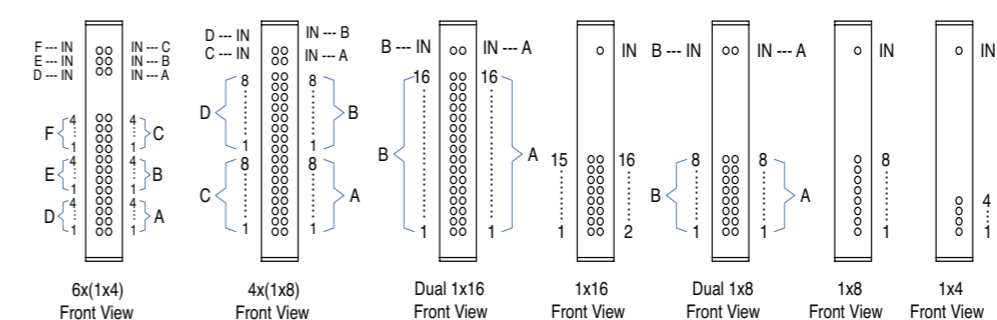 F --- IN IN --- C
E --- IN IN --- B
D --- IN IN --- A
4 4
F C
1 1
4 4
E B
1 1
4 4
D A
1 1
6x(1x4)
Front View
D --- IN IN --- B
C --- IN IN --- A
8 8
D B
1 1
8 8
C A
1 1
4x(1x8)
Front View
B --- IN IN --- A
16 16
B A
1 1
Dual 1x16
Front View
IN
15 16
1 2
1x16
Front View
B --- IN IN --- A
8 8
B A
1 1
Dual 1x8
Front View
IN
8
1
1x8
Front View
IN
4
1
1x4
Front View